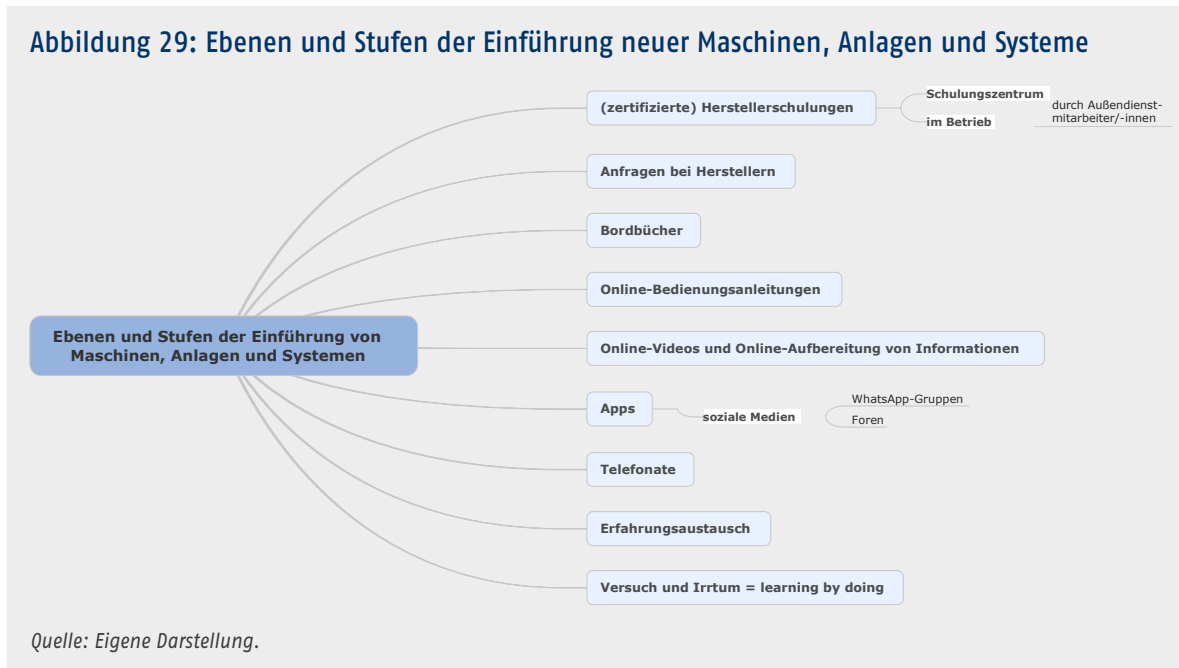 Abbildung 29: Ebenen und Stufen der Einführung neuer Maschinen, Anlagen und Systeme
Ebenen und Stufen der Einführung von
Maschinen, Anlagen und Systemen
(zertifizierte) Herstellerschulungen
Schulungszentrum
im Betrieb
durch Außendienst-
mitarbeiter/-innen
Anfragen bei Herstellern
Bordbücher
Online-Bedienungsanleitungen
Online-Videos und Online-Aufbereitung von Informationen
Apps
soziale Medien
WhatsApp-Gruppen
Foren
Telefonate
Erfahrungsaustausch
Versuch und Irrtum = learning by doing
Quelle: Eigene Darstellung.